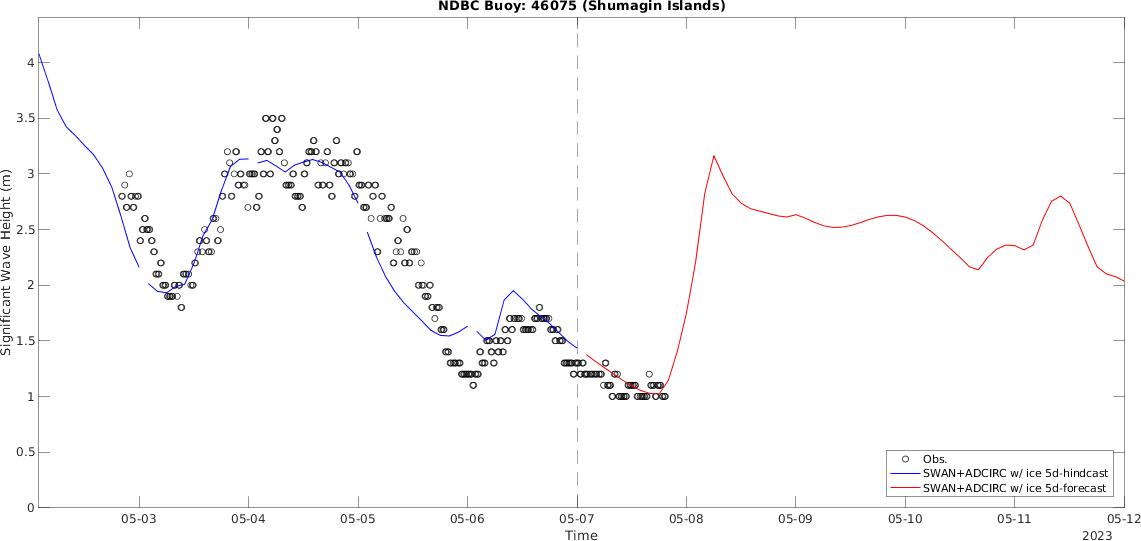 NDBC Buoy: 46075 (Shumagin Islands)
Significant Wave Height (m)
4
3.5
3
2.5
2
1.5
1
0.5
0
Obs.
SWAN+ADCIRC w/ ice 5d-hindcast
SWAN+ADCIRC w/ ice 5d-forecast
05-03 05-04 05-05 05-06 05-07 05-08 05-09 05-10 05-11 05-12
Time
2023